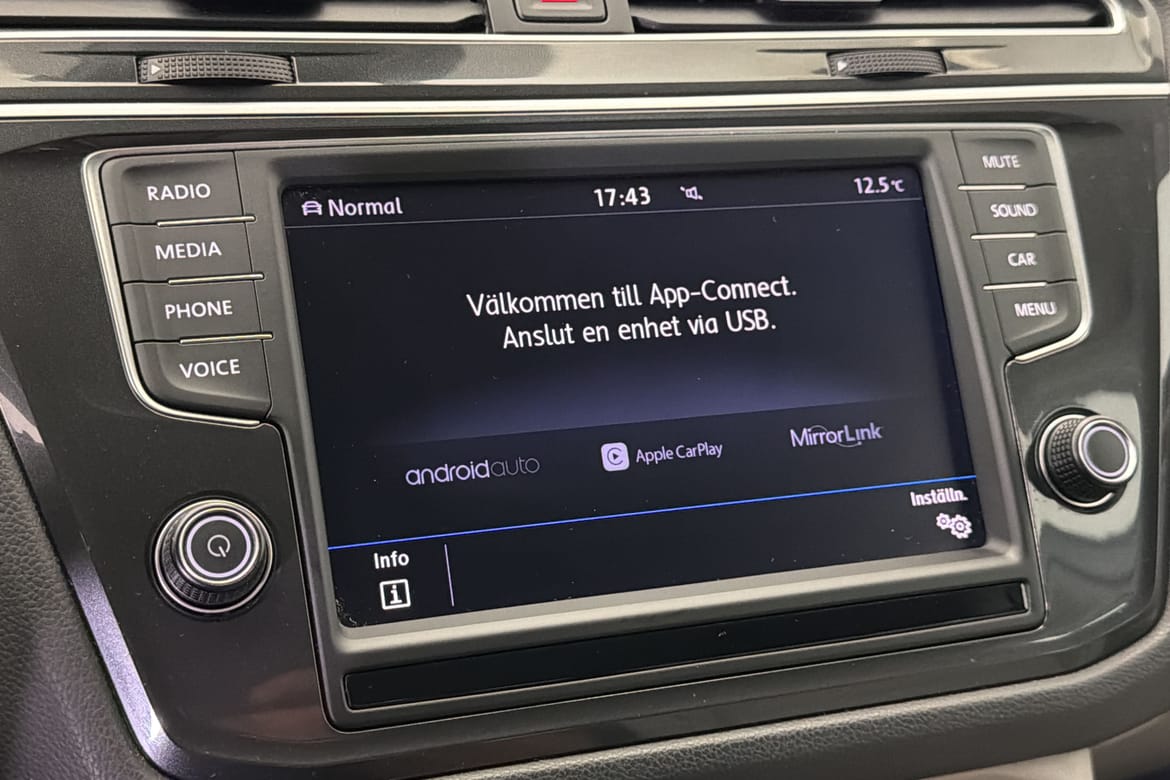 RADIO
MEDIA
PHONE
VOICE
Normal
17:43
12.5°C
Välkommen till App-Connect.
Anslut en enhet via USB.
androidauto
Apple CarPlay
MirrorLink
Inställn.
Info
i
MUTE
SOUND
CAR
MENU